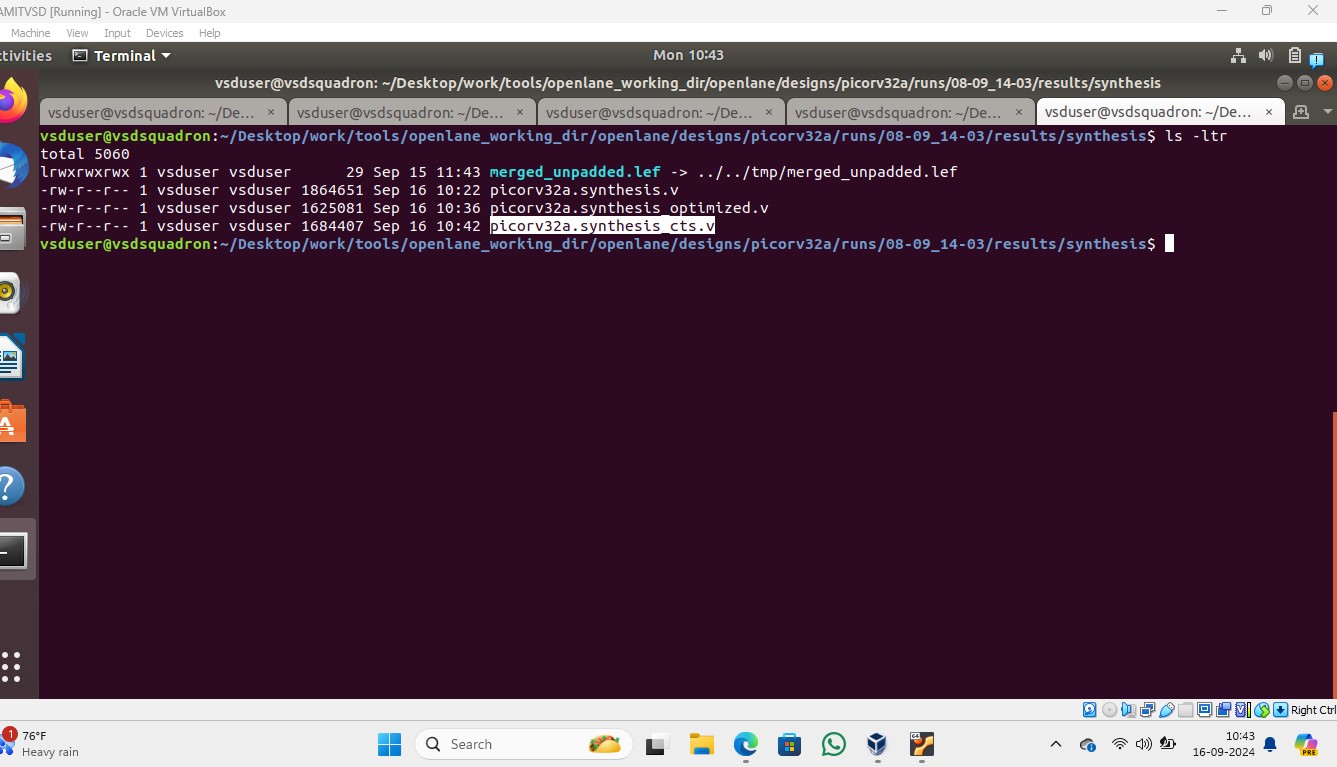 AMITVSD [Running] - Oracle VM VirtualBox
Machine View Input Devices Help
tivities Terminal Mon 10:43
vsduser@vsdsquadron: ~/Desktop/work/tools/openlane_working_dir/openlane/designs/picorv32a/runs/08-09_14-03/results/synthesis
vsduser@vsdsquadron: ~/De... × vsduser@vsdsquadron: ~/De... × vsduser@vsdsquadron: ~/De... × vsduser@vsdsquadron: ~/De... × vsduser@vsdsquadron: ~/De... ×
vsduser@vsdsquadron:~/Desktop/work/tools/openlane_working_dir/openlane/designs/picorv32a/runs/08-09_14-03/results/synthesis$ ls -ltr
total 5060
lrwxrwxrwx 1 vsduser vsduser      29 Sep 15 11:43 merged_unpadded.lef -> ../../tmp/merged_unpadded.lef
-rw-r--r-- 1 vsduser vsduser 1864651 Sep 16 10:22 picorv32a.synthesis.v
-rw-r--r-- 1 vsduser vsduser 1625081 Sep 16 10:36 picorv32a.synthesis_optimized.v
-rw-r--r-- 1 vsduser vsduser 1684407 Sep 16 10:42 picorv32a.synthesis_cts.v
vsduser@vsdsquadron:~/Desktop/work/tools/openlane_working_dir/openlane/designs/picorv32a/runs/08-09_14-03/results/synthesis$
Right Ctrl
1 76°F
Heavy rain
Search
PRE
10:43
16-09-2024